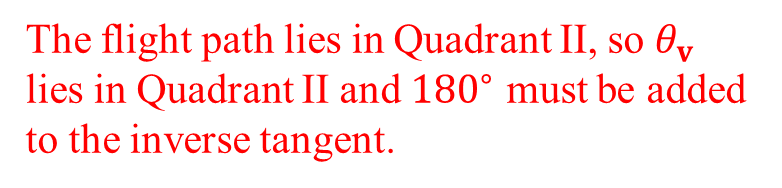 The flight path lies in Quadrant II, so θᵥ
lies in Quadrant II and 180° must be added
to the inverse tangent.